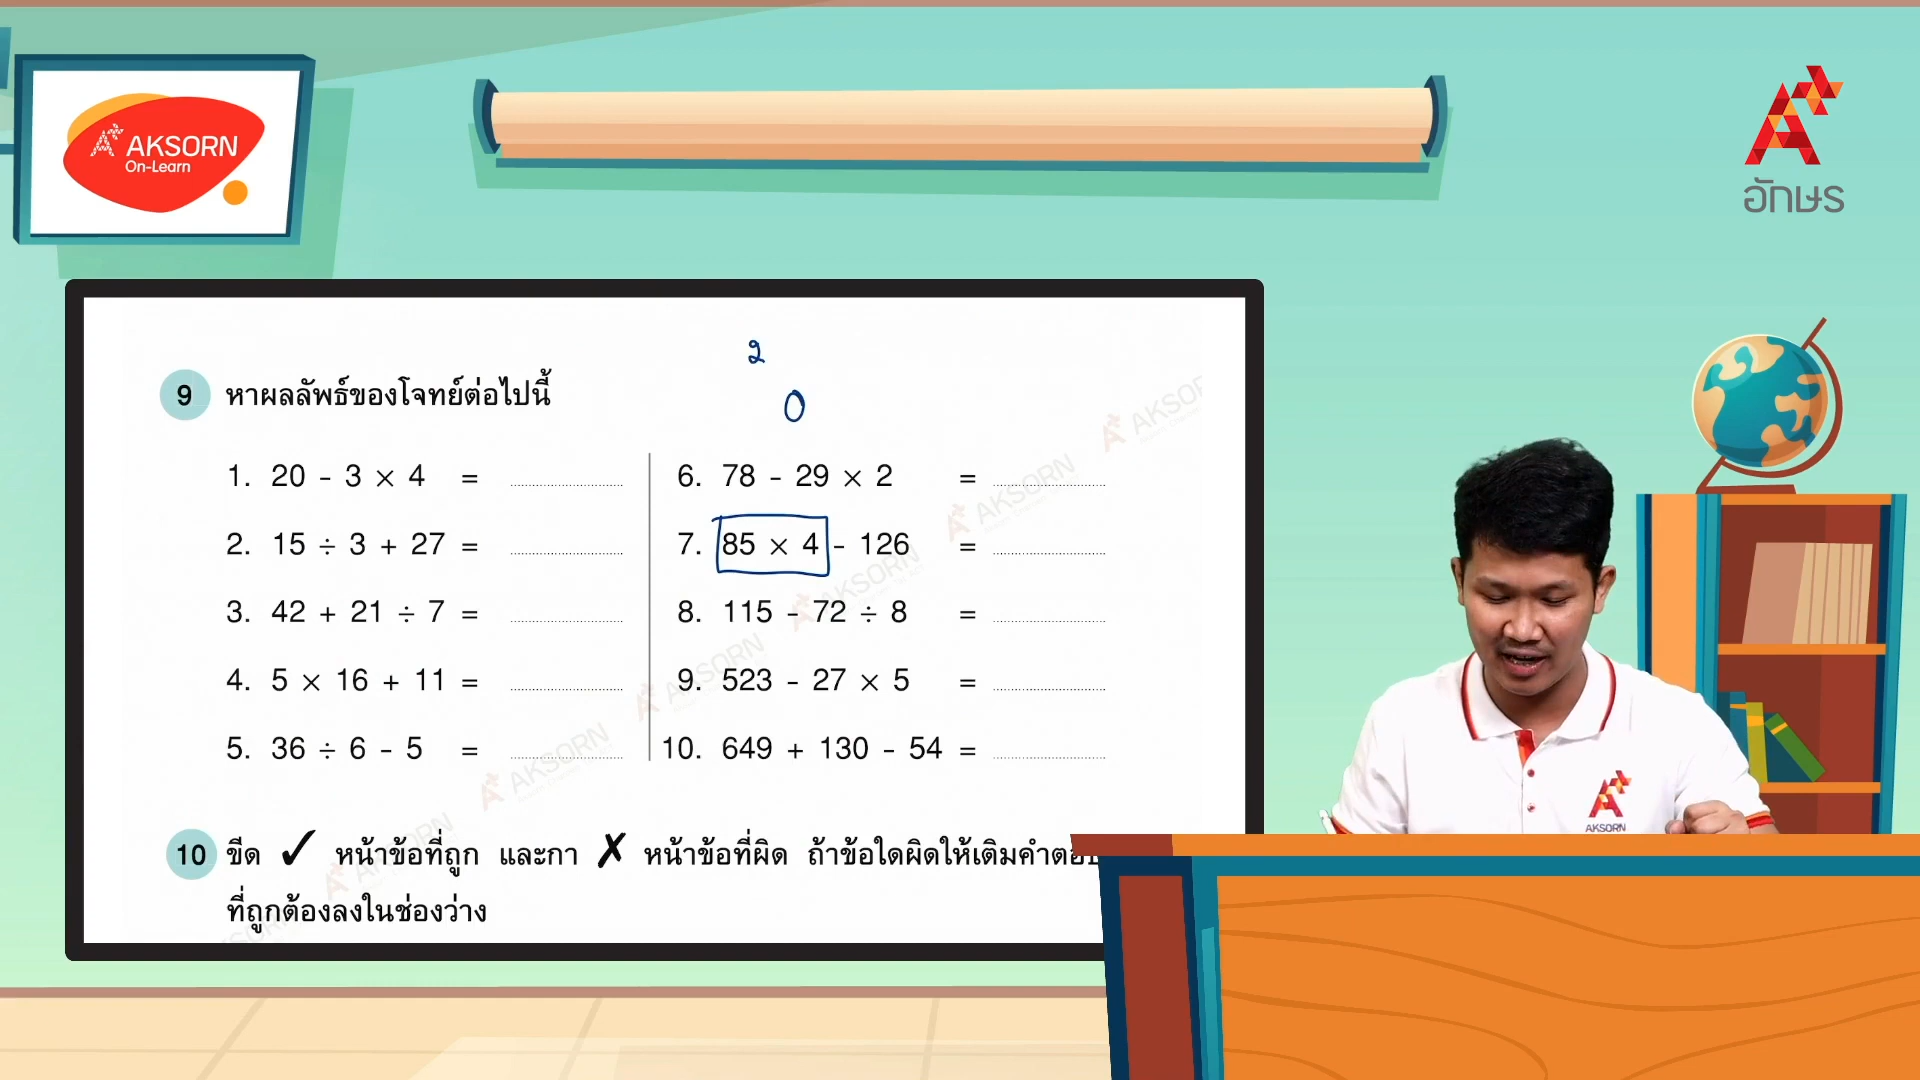 AKSORN
On-Learn
อักษร
2
0
9 หาผลลัพธ์ของโจทย์ต่อไปนี้
1. 20 - 3 × 4 = ....................
2. 15 ÷ 3 + 27 = ....................
3. 42 + 21 ÷ 7 = ....................
4. 5 × 16 + 11 = ....................
5. 36 ÷ 6 - 5 = ....................
6. 78 - 29 × 2 = ....................
7. 85 × 4 - 126 = ....................
8. 115 - 72 ÷ 8 = ....................
9. 523 - 27 × 5 = ....................
10. 649 + 130 - 54 = ....................
10 ขีด ✓ หน้าข้อที่ถูก และกา ✗ หน้าข้อที่ผิด ถ้าข้อใดผิดให้เติมคำตอบ
ที่ถูกต้องลงในช่องว่าง
AKSORN
AKSORN
AKSORN
AKSORN
AKSORN
AKSORN
AKSORN